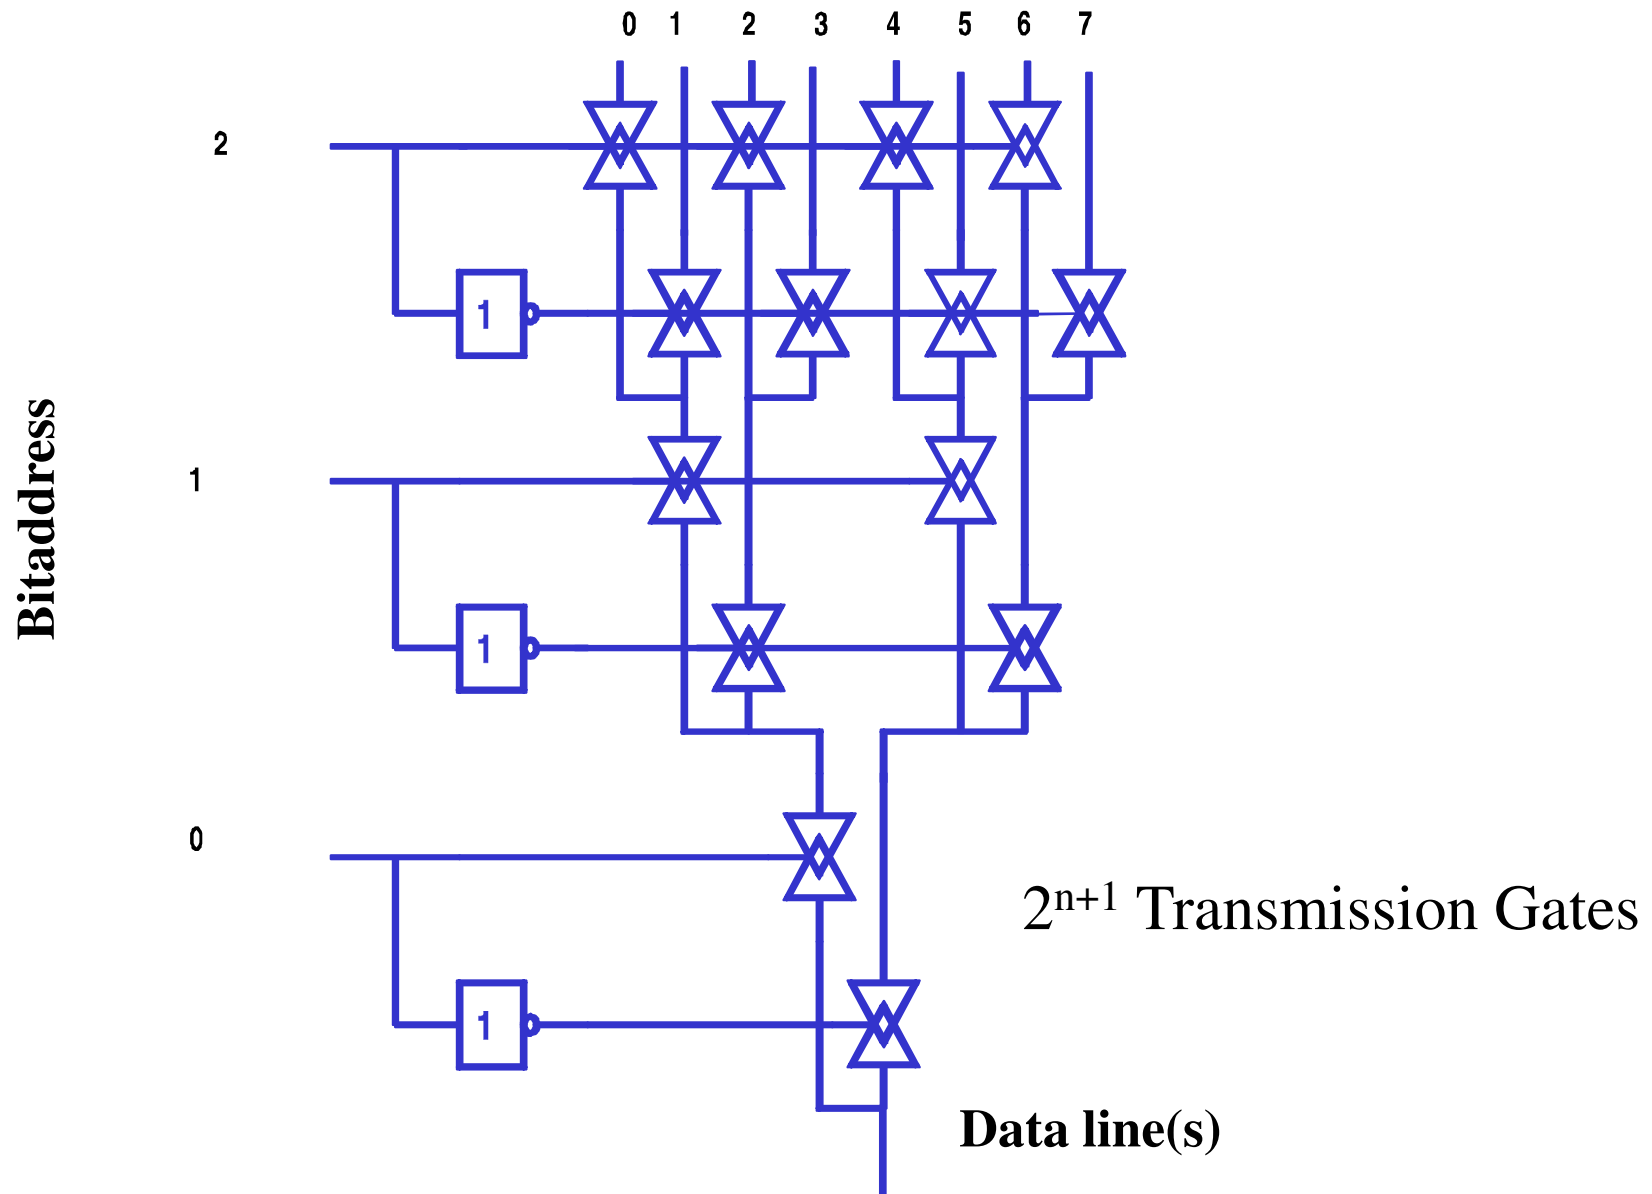 0 1 2 3 4 5 6 7
2
1
Bitaddress
1
1
0
2ⁿ⁺¹ Transmission Gates
1
Data line(s)